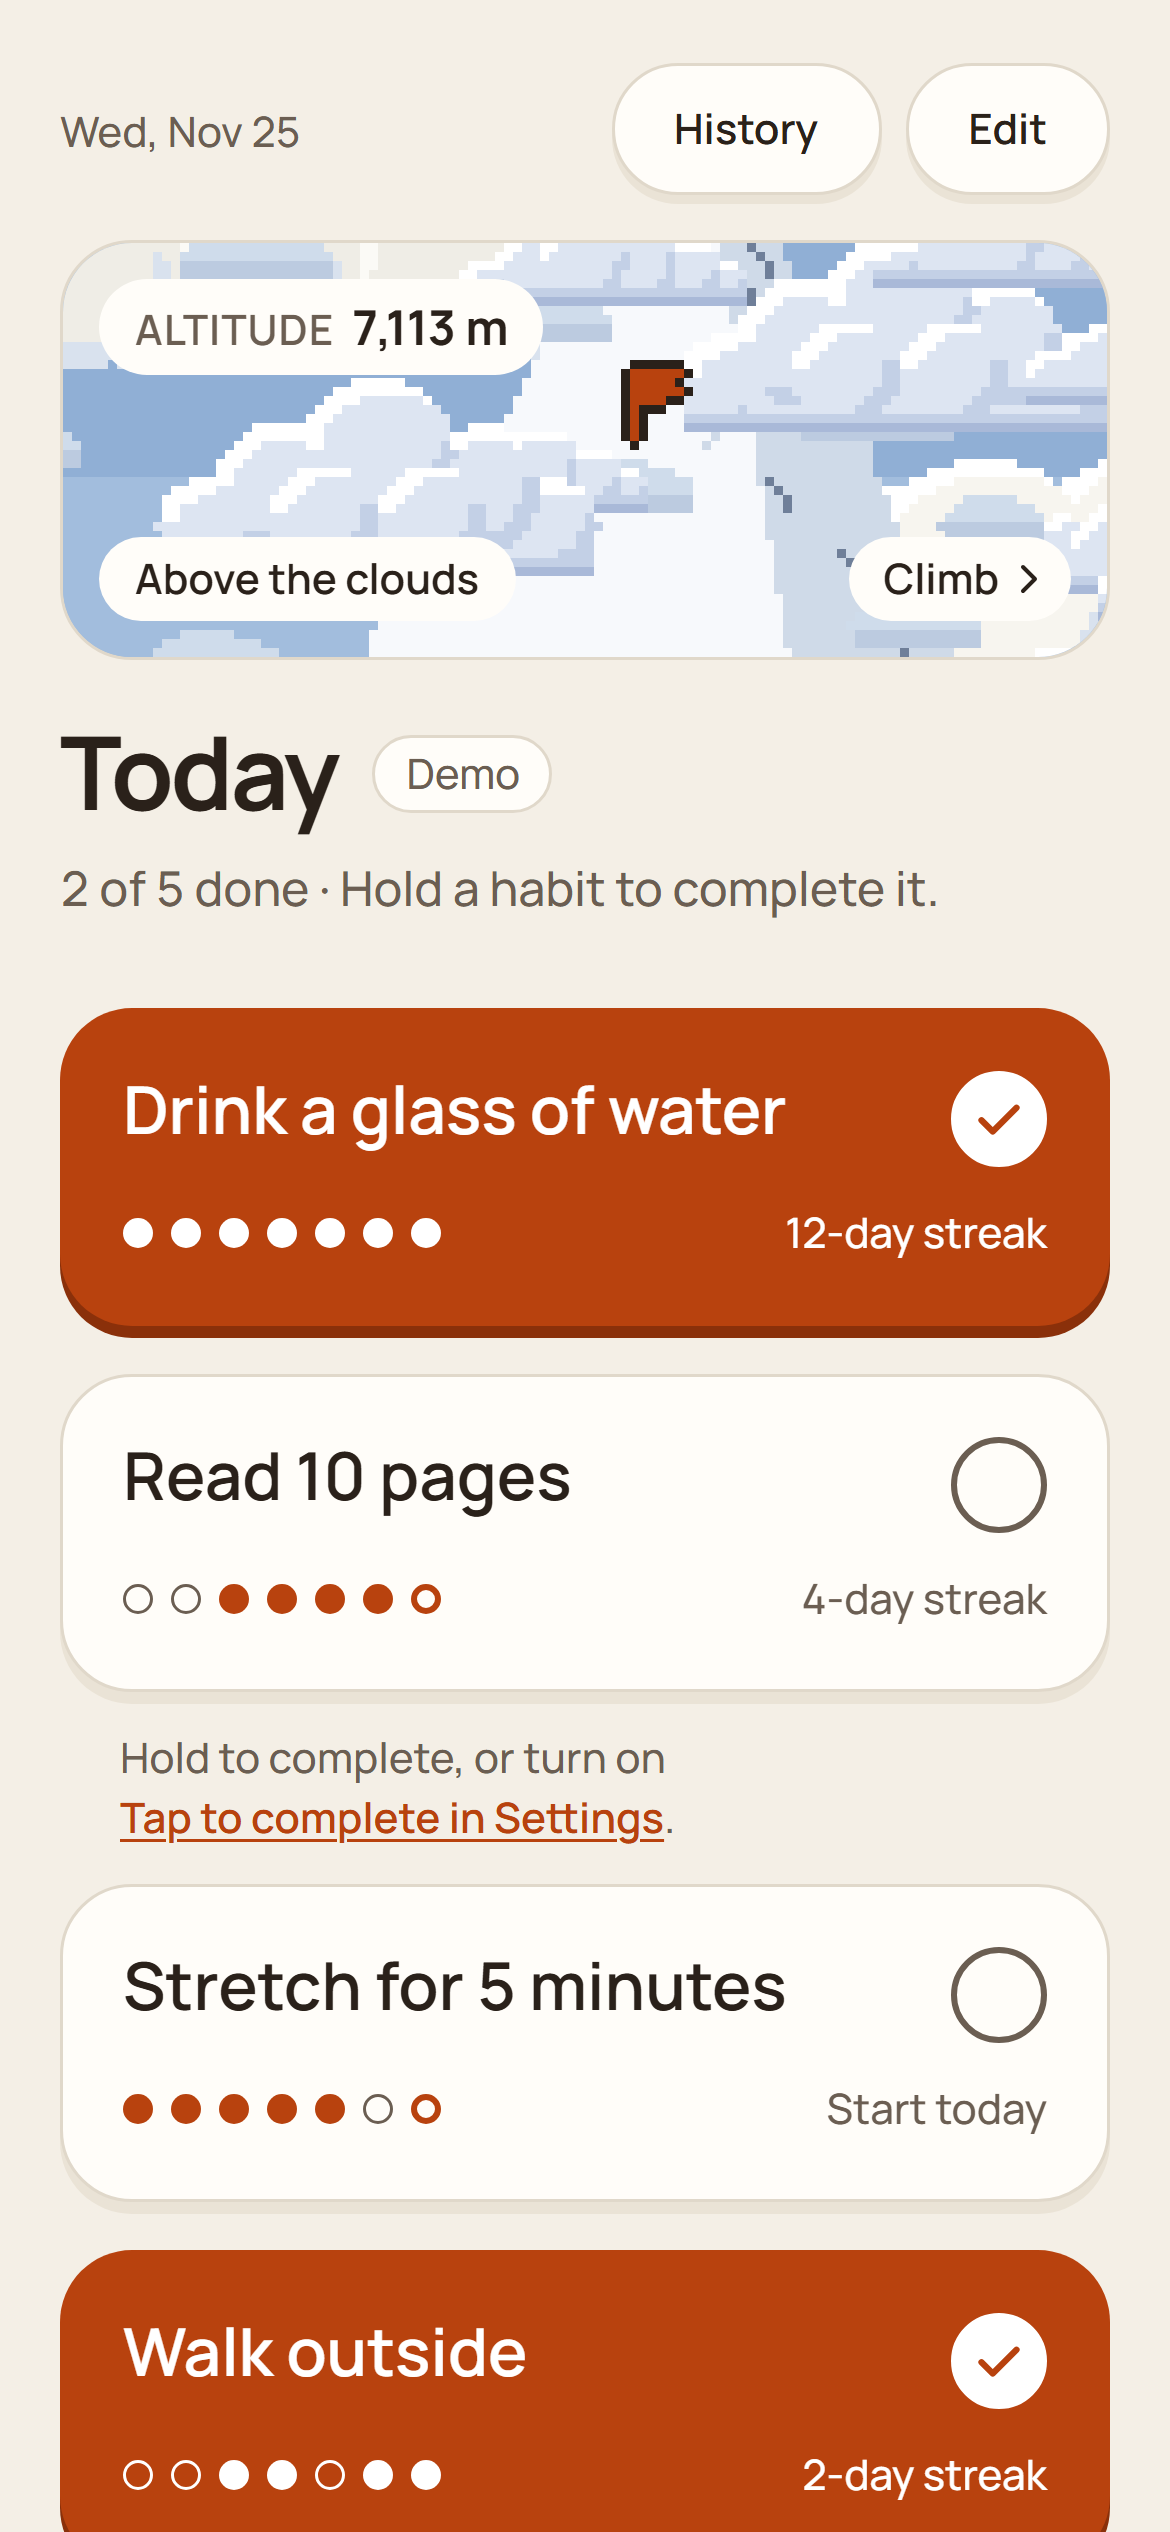 Wed, Nov 25
History
Edit
ALTITUDE 7,113 m
Above the clouds
Climb
Today
Demo
2 of 5 done · Hold a habit to complete it.
Drink a glass of water
12-day streak
Read 10 pages
4-day streak
Hold to complete, or turn on
Tap to complete in Settings.
Stretch for 5 minutes
Start today
Walk outside
2-day streak